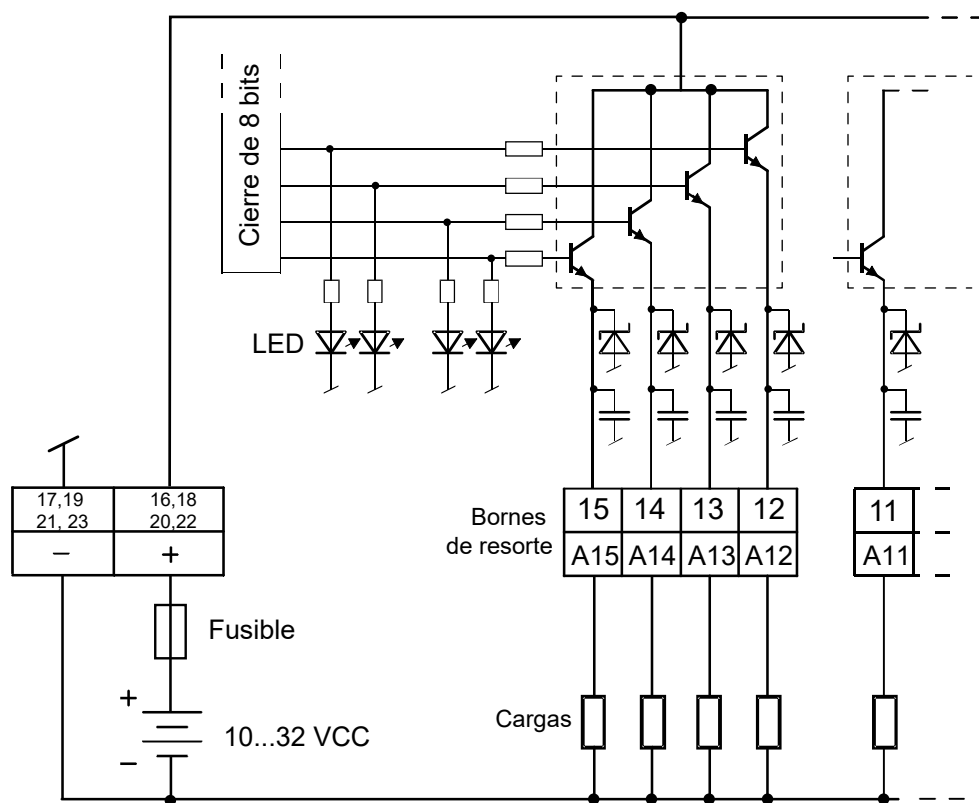 Cierre de 8 bits
LED
17,19
21, 23
16,18
20,22
–
+
Bornes
de resorte
15
14
13
12
11
A15
A14
A13
A12
A11
Fusible
+
–
10...32 VCC
Cargas